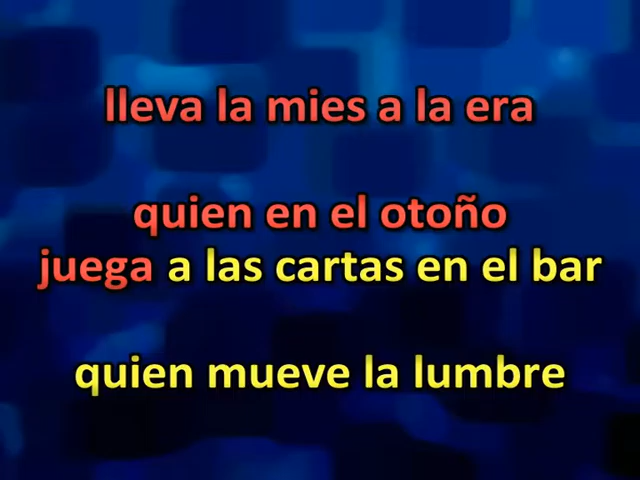 lleva la mies a la era
quien en el otoño
juega a las cartas en el bar
quien mueve la lumbre